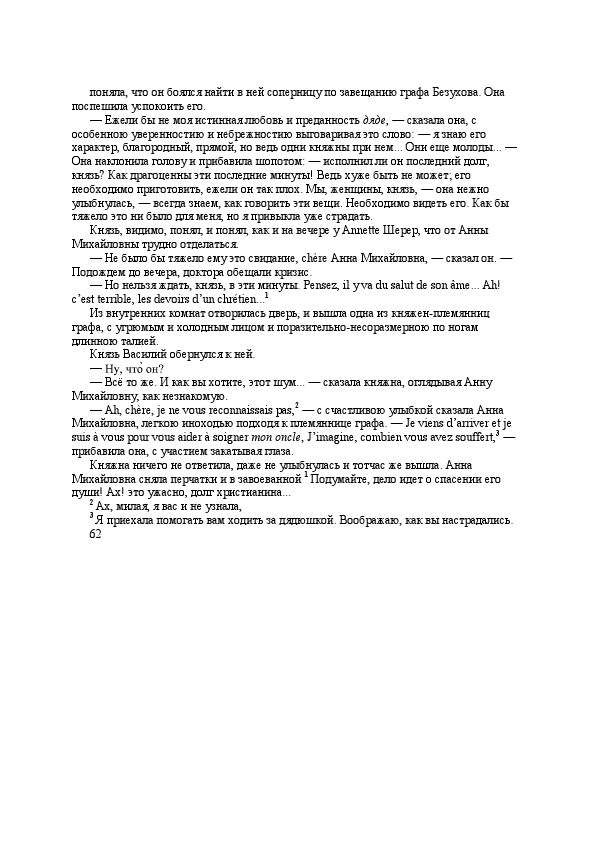 поняла, что он боялся найти в ней соперницу по завещанию графа Безухова. Она
поспешила успокоить его.
— Ежели бы не моя истинная любовь и преданность дяде, — сказала она, с
особенною уверенностию и небрежностию выговаривая это слово: — я знаю его
характер, благородный, прямой, но ведь одни княжны при нем... Они еще молоды... —
Она наклонила голову и прибавила шопотом: — исполнил ли он последний долг,
князь? Как драгоценны эти последние минуты! Ведь хуже быть не может; его
необходимо приготовить, ежели он так плох. Мы, женщины, князь, — она нежно
улыбнулась, — всегда знаем, как говорить эти вещи. Необходимо видеть его. Как бы
тяжело это ни было для меня, но я привыкла уже страдать.
Князь, видимо, понял, и понял, как и на вечере у Annette Шерер, что от Анны
Михайловны трудно отделаться.
— Не было бы тяжело ему это свидание, chère Анна Михайловна, — сказал он. —
Подождем до вечера, доктора обещали кризис.
— Но нельзя ждать, князь, в эти минуты. Pensez, il y va du salut de son âme... Ah!
c’est terrible, les devoirs d’un chrétien...1
Из внутренних комнат отворилась дверь, и вышла одна из княжен-племянниц
графа, с угрюмым и холодным лицом и поразительно-несоразмерною по ногам
длинною талией.
Князь Василий обернулся к ней.
— Ну, что̀ он?
— Всё то же. И как вы хотите, этот шум... — сказала княжна, оглядывая Анну
Михайловну, как незнакомую.
— Ah, chère, je ne vous reconnaissais pas,2 — с счастливою улыбкой сказала Анна
Михайловна, легкою иноходью подходя к племяннице графа. — Je viens d’arriver et je
suis à vous pour vous aider à soigner mon oncle, J’imagine, combien vous avez souffert,3 —
прибавила она, с участием закатывая глаза.
Княжна ничего не ответила, даже не улыбнулась и тотчас же вышла. Анна
Михайловна сняла перчатки и в завоеванной 1 Подумайте, дело идет о спасении его
души! Ах! это ужасно, долг христианина...
2 Ах, милая, я вас и не узнала,
3 Я приехала помогать вам ходить за дядюшкой. Воображаю, как вы настрадались.
62